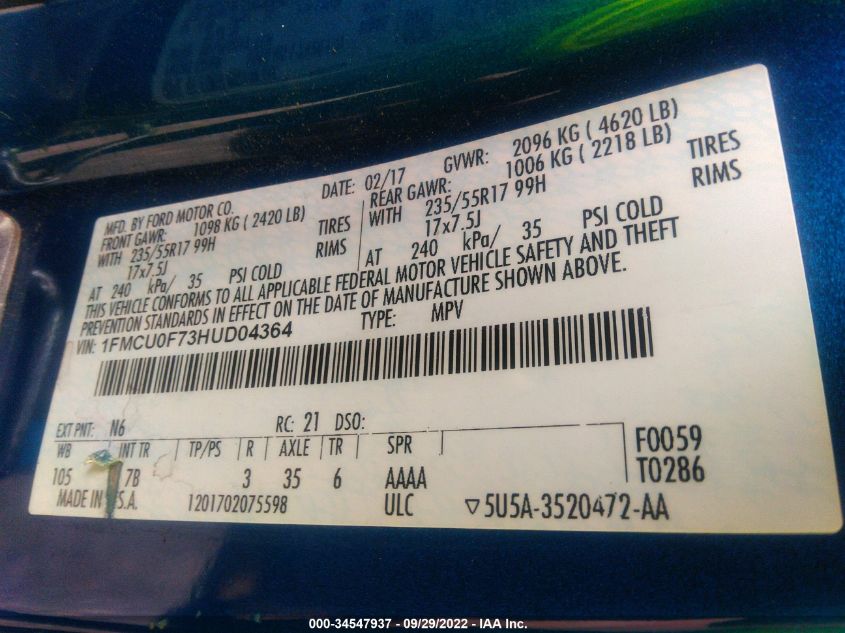 MFD. BY FORD MOTOR CO.
DATE: 02/17 GVWR: 2096 KG ( 4620 LB)
FRONT GAWR: 1098 KG ( 2420 LB)
REAR GAWR: 1006 KG ( 2218 LB)
WITH 235/55R17 99H TIRES
WITH 235/55R17 99H TIRES
17x7.5J RIMS
17x7.5J RIMS
AT 240 kPa/ 35 PSI COLD
AT 240 kPa/ 35 PSI COLD
THIS VEHICLE CONFORMS TO ALL APPLICABLE FEDERAL MOTOR VEHICLE SAFETY AND THEFT
PREVENTION STANDARDS IN EFFECT ON THE DATE OF MANUFACTURE SHOWN ABOVE.
VIN: 1FMCU0F73HUD04364 TYPE: MPV
EXT PNT: N6 RC: 21 DSO:
WB INT TR TP/PS R AXLE TR SPR F0059
105 7B 3 35 6 AAAA T0286
MADE IN U.S.A. 1201702075598 ULC ▽5U5A-3520472-AA
000-34547937 - 09/29/2022 - IAA Inc.